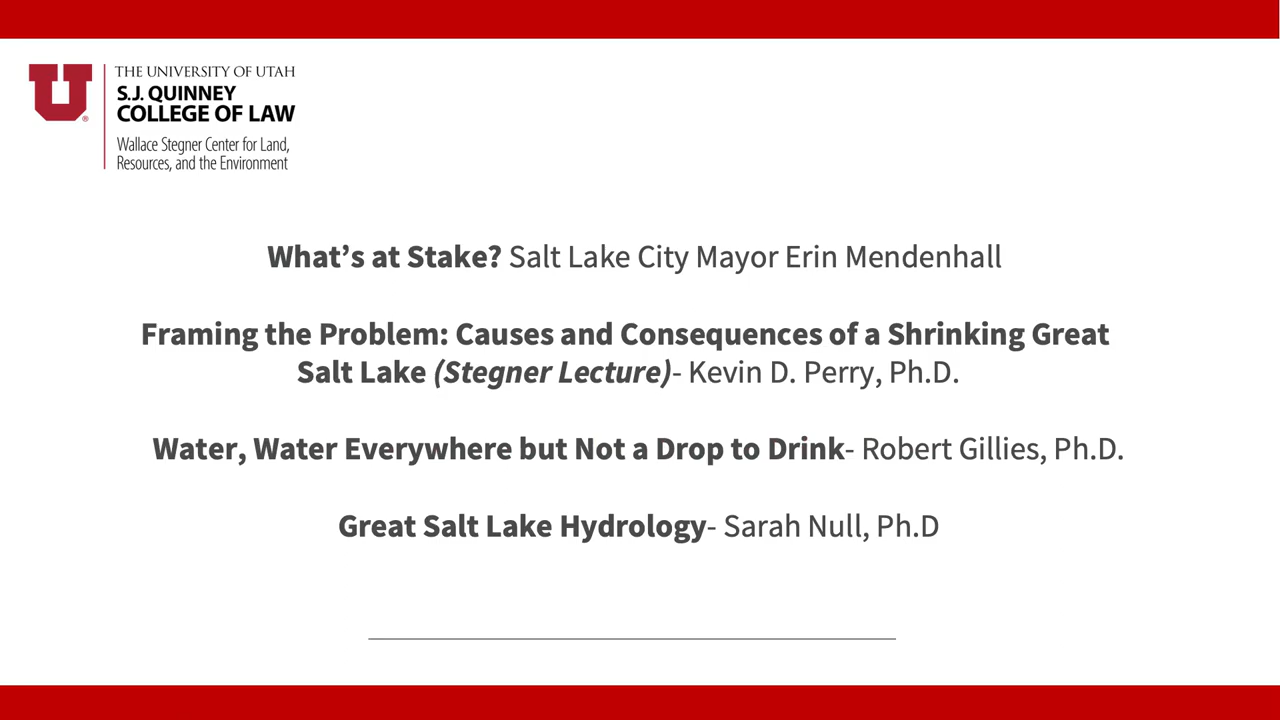 THE UNIVERSITY OF UTAH
S.J. QUINNEY
COLLEGE OF LAW
Wallace Stegner Center for Land,
Resources, and the Environment
What’s at Stake? Salt Lake City Mayor Erin Mendenhall
Framing the Problem: Causes and Consequences of a Shrinking Great
Salt Lake (Stegner Lecture)- Kevin D. Perry, Ph.D.
Water, Water Everywhere but Not a Drop to Drink- Robert Gillies, Ph.D.
Great Salt Lake Hydrology- Sarah Null, Ph.D